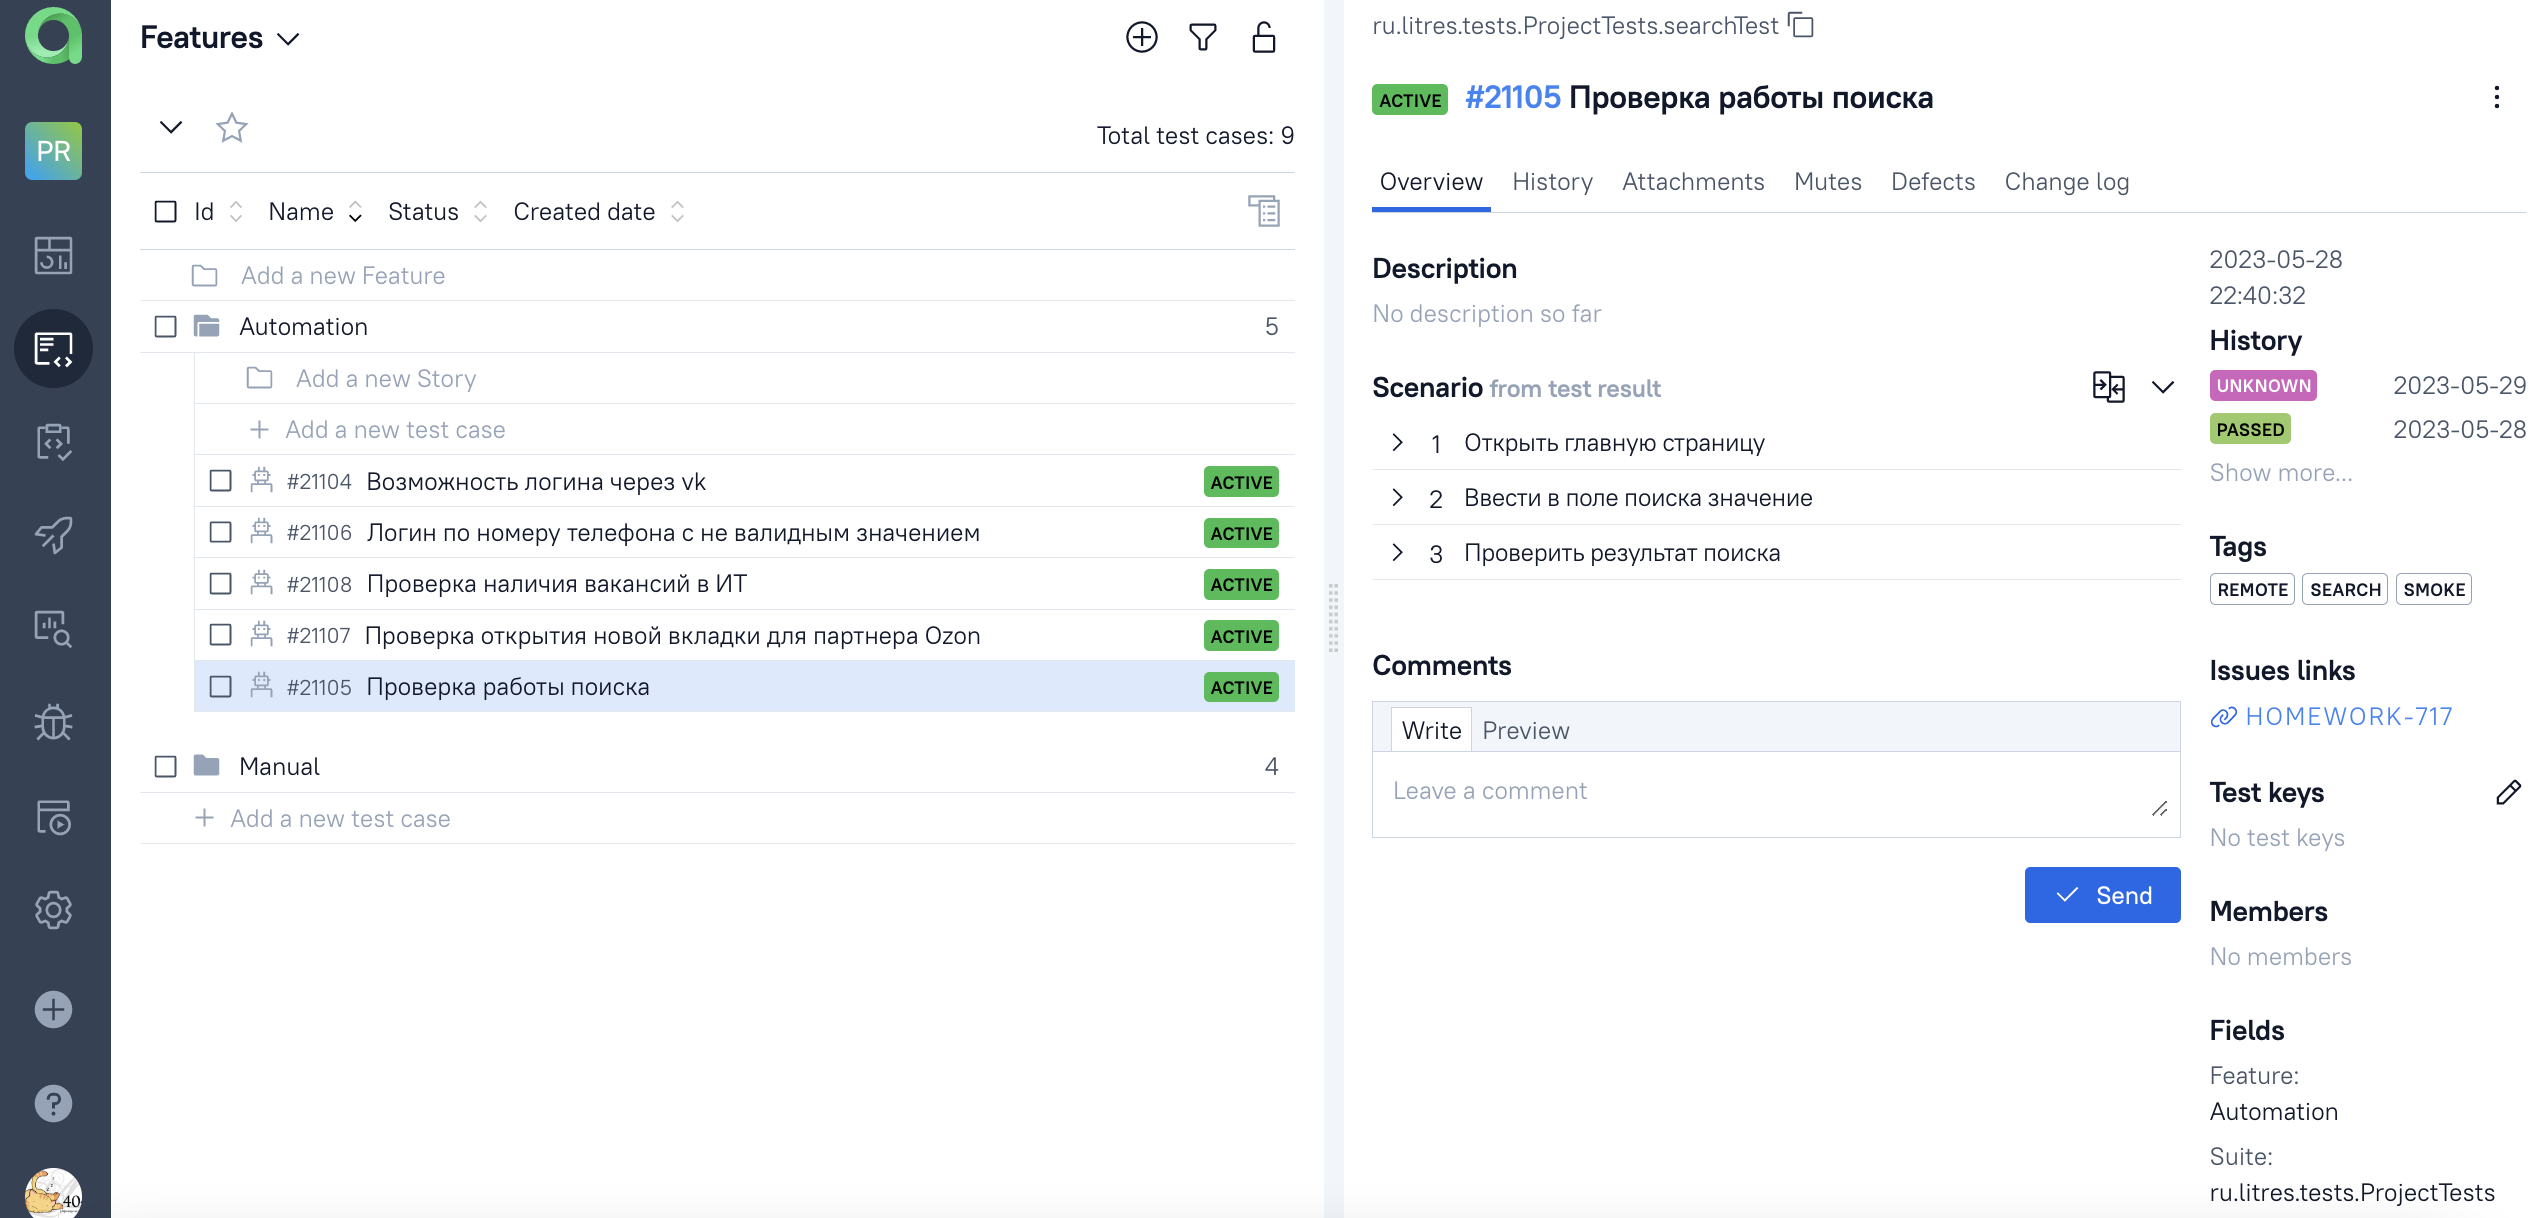 PR
Features
Total test cases: 9
Id Name Status Created date
Add a new Feature
Automation 5
Add a new Story
Add a new test case
#21104 Возможность логина через vk ACTIVE
#21106 Логин по номеру телефона с не валидным значением ACTIVE
#21108 Проверка наличия вакансий в ИТ ACTIVE
#21107 Проверка открытия новой вкладки для партнера Ozon ACTIVE
#21105 Проверка работы поиска ACTIVE
Manual 4
Add a new test case
ru.litres.tests.ProjectTests.searchTest
ACTIVE #21105 Проверка работы поиска
Overview History Attachments Mutes Defects Change log
Description
No description so far
Scenario from test result
1 Открыть главную страницу
2 Ввести в поле поиска значение
3 Проверить результат поиска
Comments
Write Preview
Leave a comment
Send
2023-05-28
22:40:32
History
UNKNOWN 2023-05-29
PASSED 2023-05-28
Show more...
Tags
REMOTE SEARCH SMOKE
Issues links
HOMEWORK-717
Test keys
No test keys
Members
No members
Fields
Feature:
Automation
Suite:
ru.litres.tests.ProjectTests